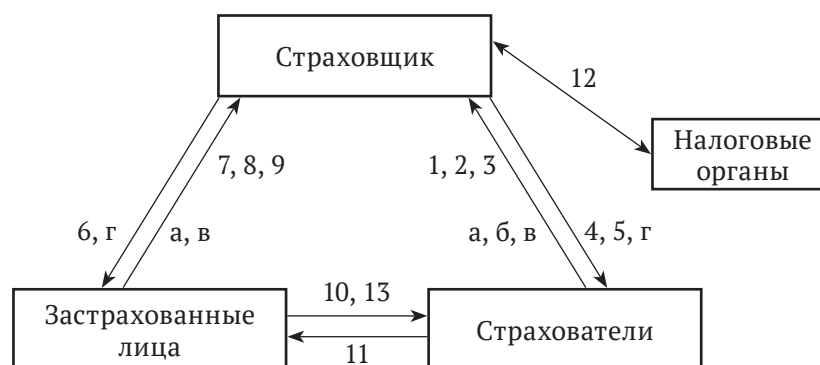 Страховщик
12
Налоговые
органы
7, 8, 9
1, 2, 3
6, г
а, в
а, б, в
4, 5, г
Застрахованные
лица
10, 13
11
Страхователи